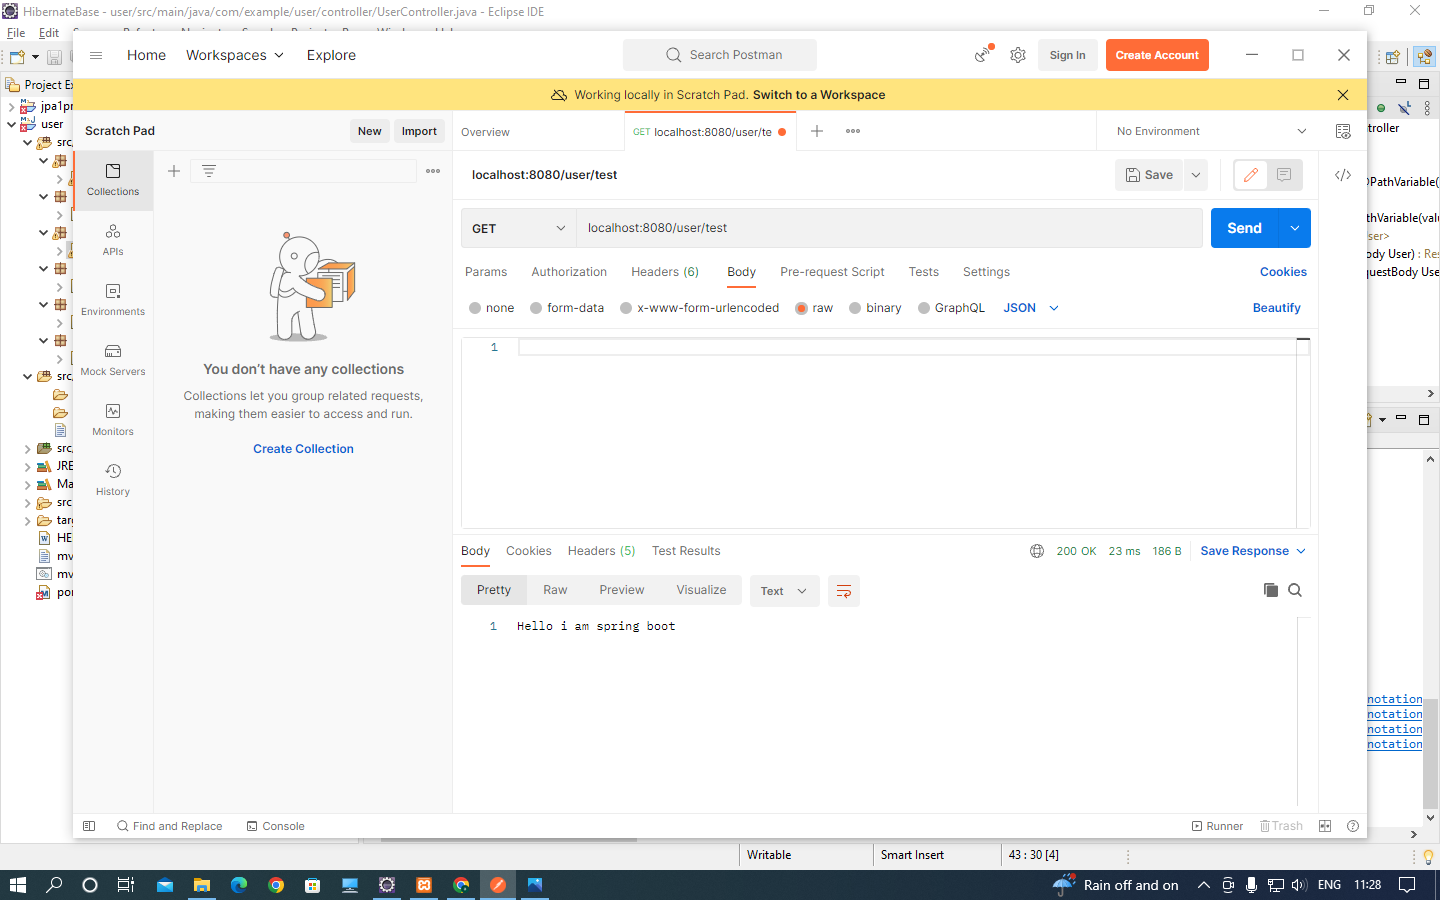 HibernateBase - user/src/main/java/com/example/user/controller/UserController.java - Eclipse IDE
File Edit
Home Workspaces Explore Search Postman Sign In Create Account
Working locally in Scratch Pad. Switch to a Workspace
Project Ex
jpa1pr
user
src/
src/
src/
JRE
Ma
src
targ
HE
mv
mv
por
Scratch Pad New Import
Collections
APIs
Environments
Mock Servers
Monitors
History
You don't have any collections
Collections let you group related requests,
making them easier to access and run.
Create Collection
Overview GET localhost:8080/user/te No Environment
localhost:8080/user/test Save
GET localhost:8080/user/test Send
Params Authorization Headers (6) Body Pre-request Script Tests Settings Cookies
none form-data x-www-form-urlencoded raw binary GraphQL JSON Beautify
1
Body Cookies Headers (5) Test Results 200 OK 23 ms 186 B Save Response
Pretty Raw Preview Visualize Text
1 Hello i am spring boot
troller
PathVariable(
thVariable(valu
Jser>
ody User) : Res
questBody Use
notation
notation
notation
notation
Find and Replace Console Runner Trash
Writable Smart Insert 43 : 30 [4]
Rain off and on ENG 11:28